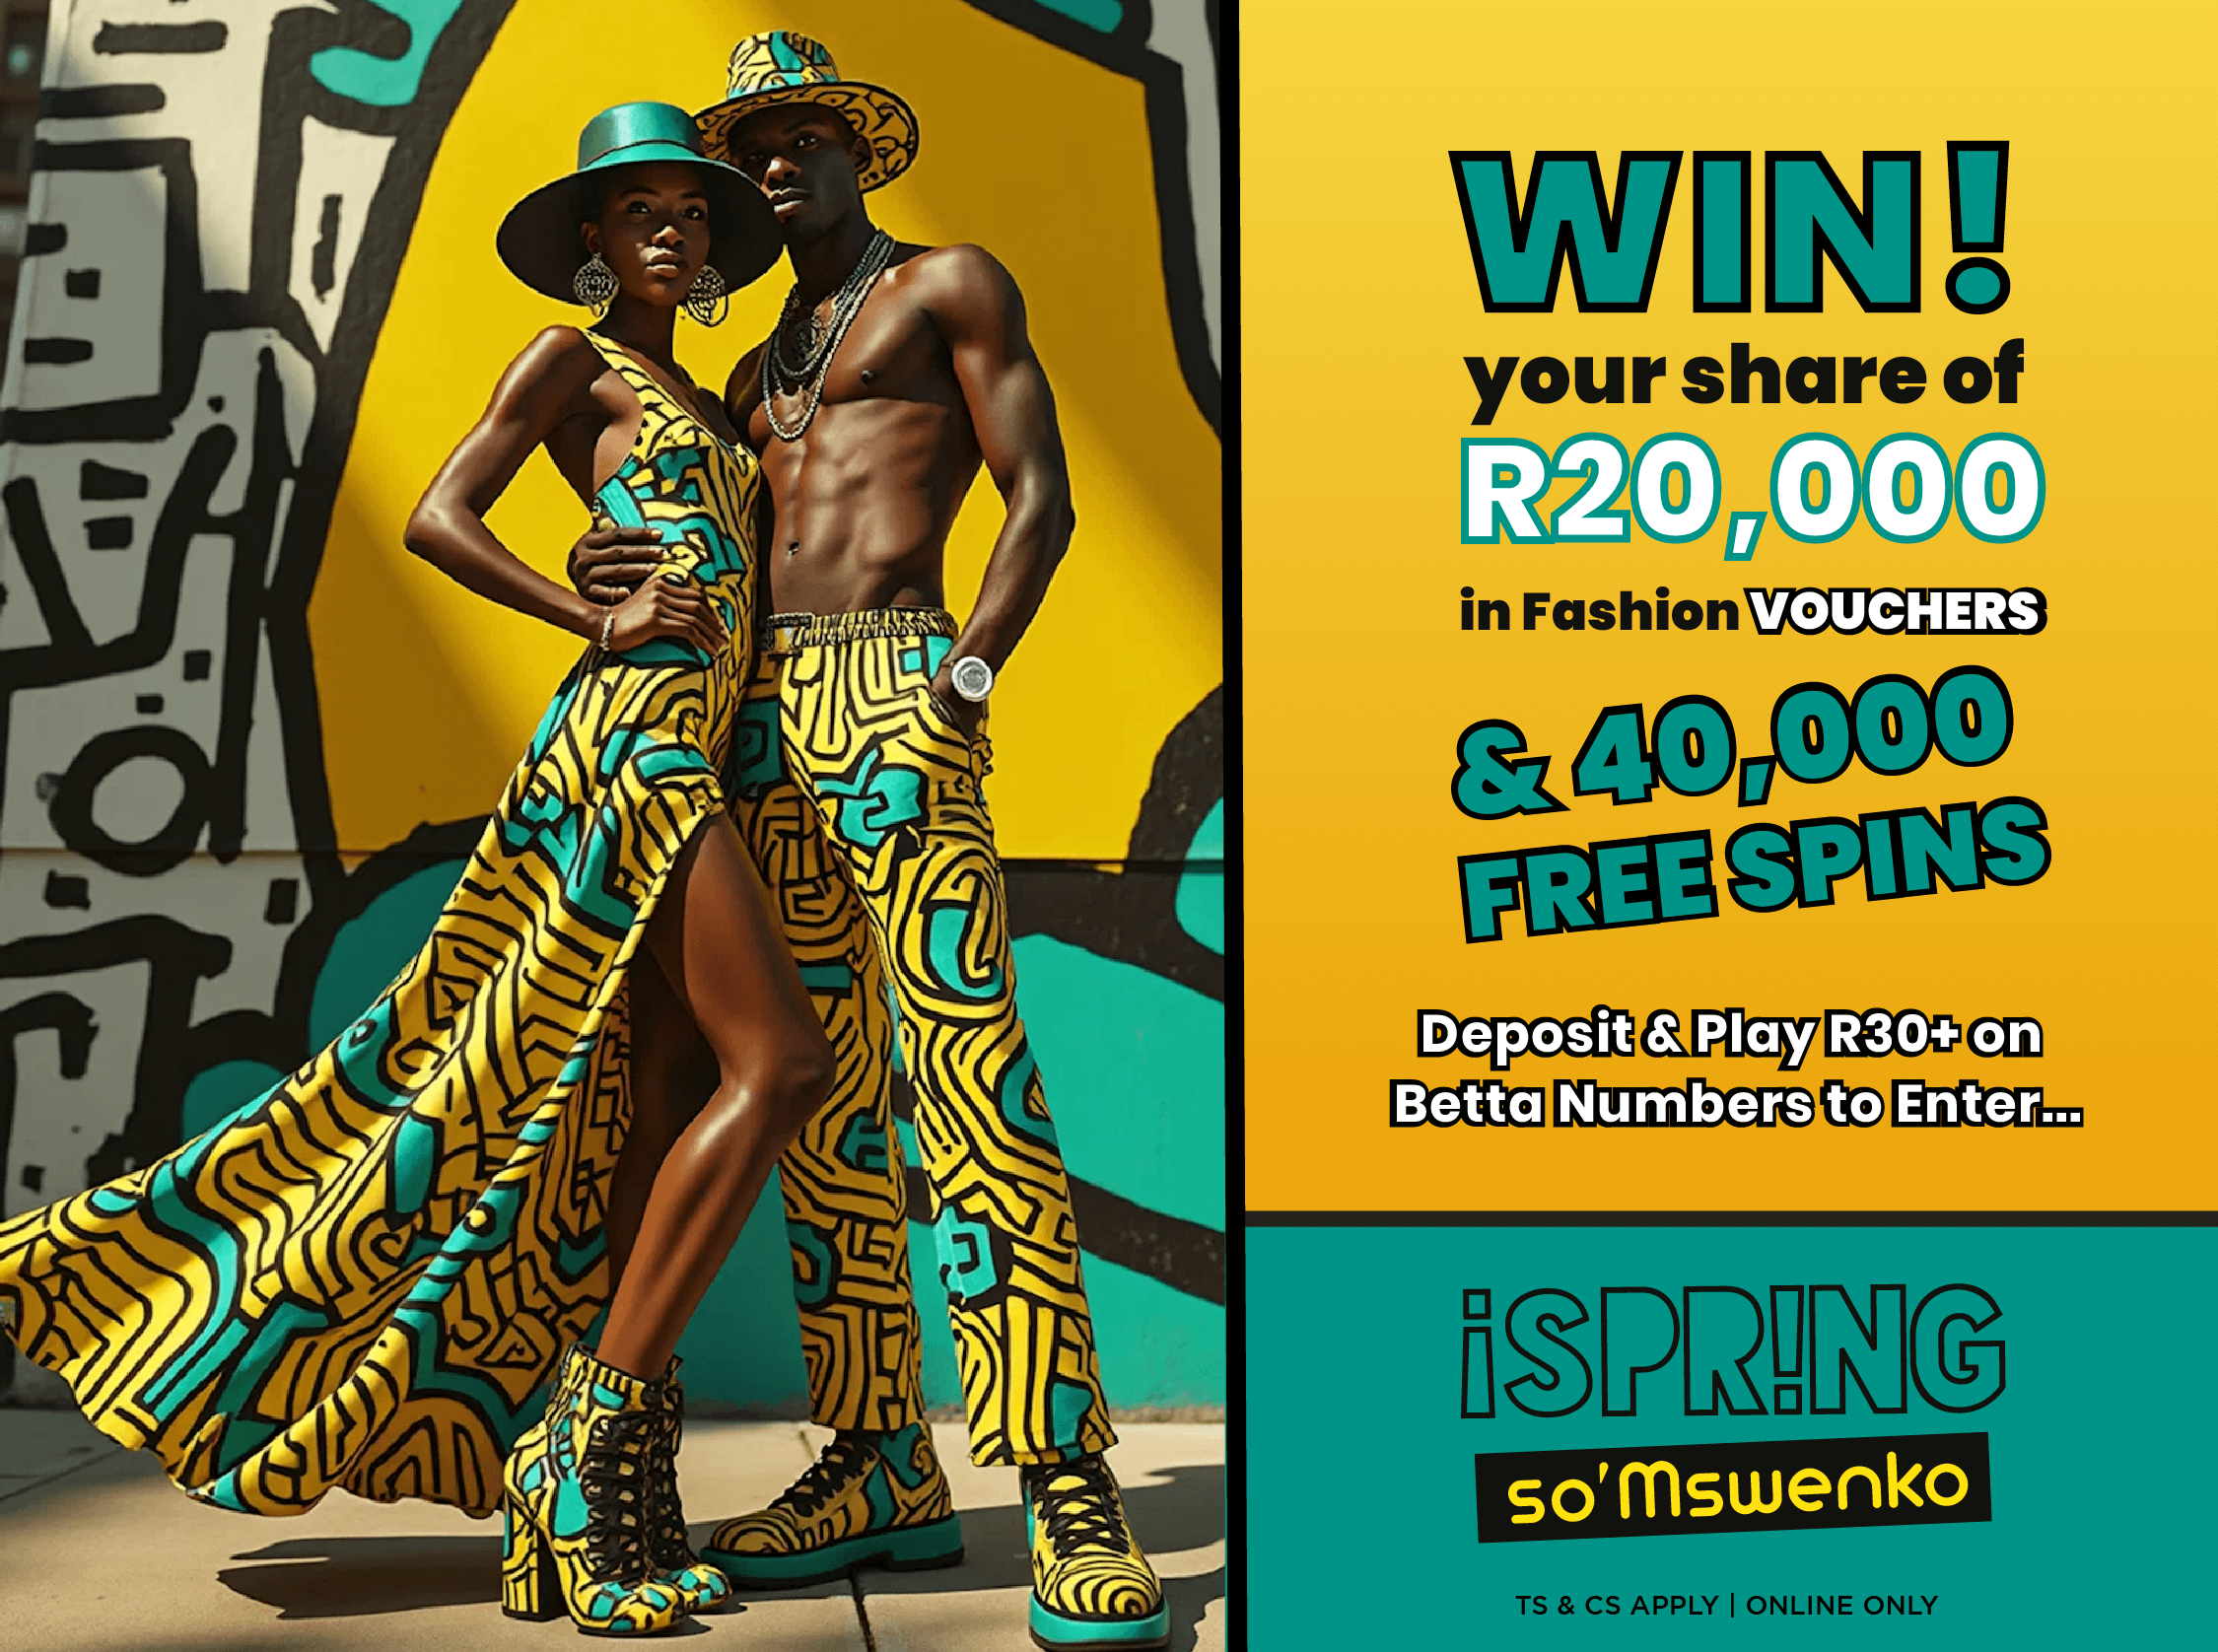 WIN!
your share of
R20,000
in Fashion VOUCHERS
& 40,000
FREE SPINS
Deposit & Play R30+ on
Betta Numbers to Enter...
iSPR!NG
so'Mswenko
TS & CS APPLY | ONLINE ONLY